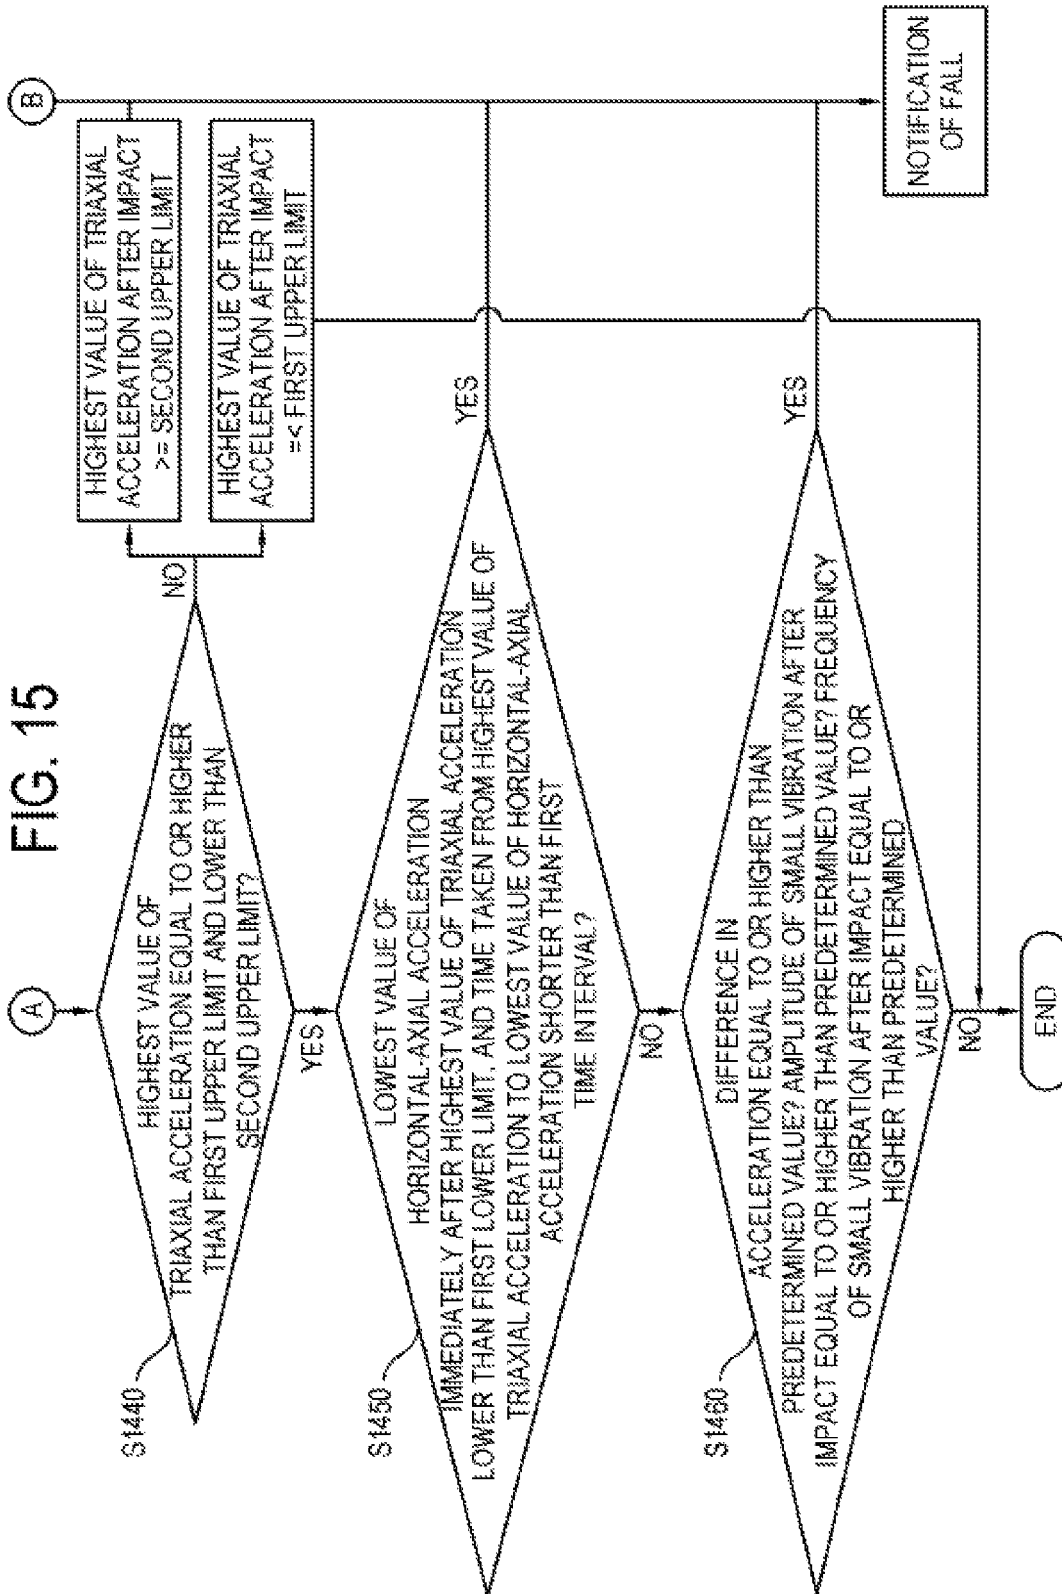 FIG. 15
A
B
S1440
HIGHEST VALUE OF
TRIAXIAL ACCELERATION EQUAL TO OR HIGHER
THAN FIRST UPPER LIMIT AND LOWER THAN
SECOND UPPER LIMIT?
NO
HIGHEST VALUE OF TRIAXIAL
ACCELERATION AFTER IMPACT
>= SECOND UPPER LIMIT
HIGHEST VALUE OF TRIAXIAL
ACCELERATION AFTER IMPACT
=< FIRST UPPER LIMIT
YES
S1450
LOWEST VALUE OF
HORIZONTAL-AXIAL ACCELERATION
IMMEDIATELY AFTER HIGHEST VALUE OF TRIAXIAL ACCELERATION
LOWER THAN FIRST LOWER LIMIT, AND TIME TAKEN FROM HIGHEST VALUE OF
TRIAXIAL ACCELERATION TO LOWEST VALUE OF HORIZONTAL-AXIAL
ACCELERATION SHORTER THAN FIRST
TIME INTERVAL?
YES
NO
S1460
DIFFERENCE IN
ACCELERATION EQUAL TO OR HIGHER THAN
PREDETERMINED VALUE? AMPLITUDE OF SMALL VIBRATION AFTER
IMPACT EQUAL TO OR HIGHER THAN PREDETERMINED VALUE? FREQUENCY
OF SMALL VIBRATION AFTER IMPACT EQUAL TO OR
HIGHER THAN PREDETERMINED
VALUE?
YES
NO
NOTIFICATION
OF FALL
END